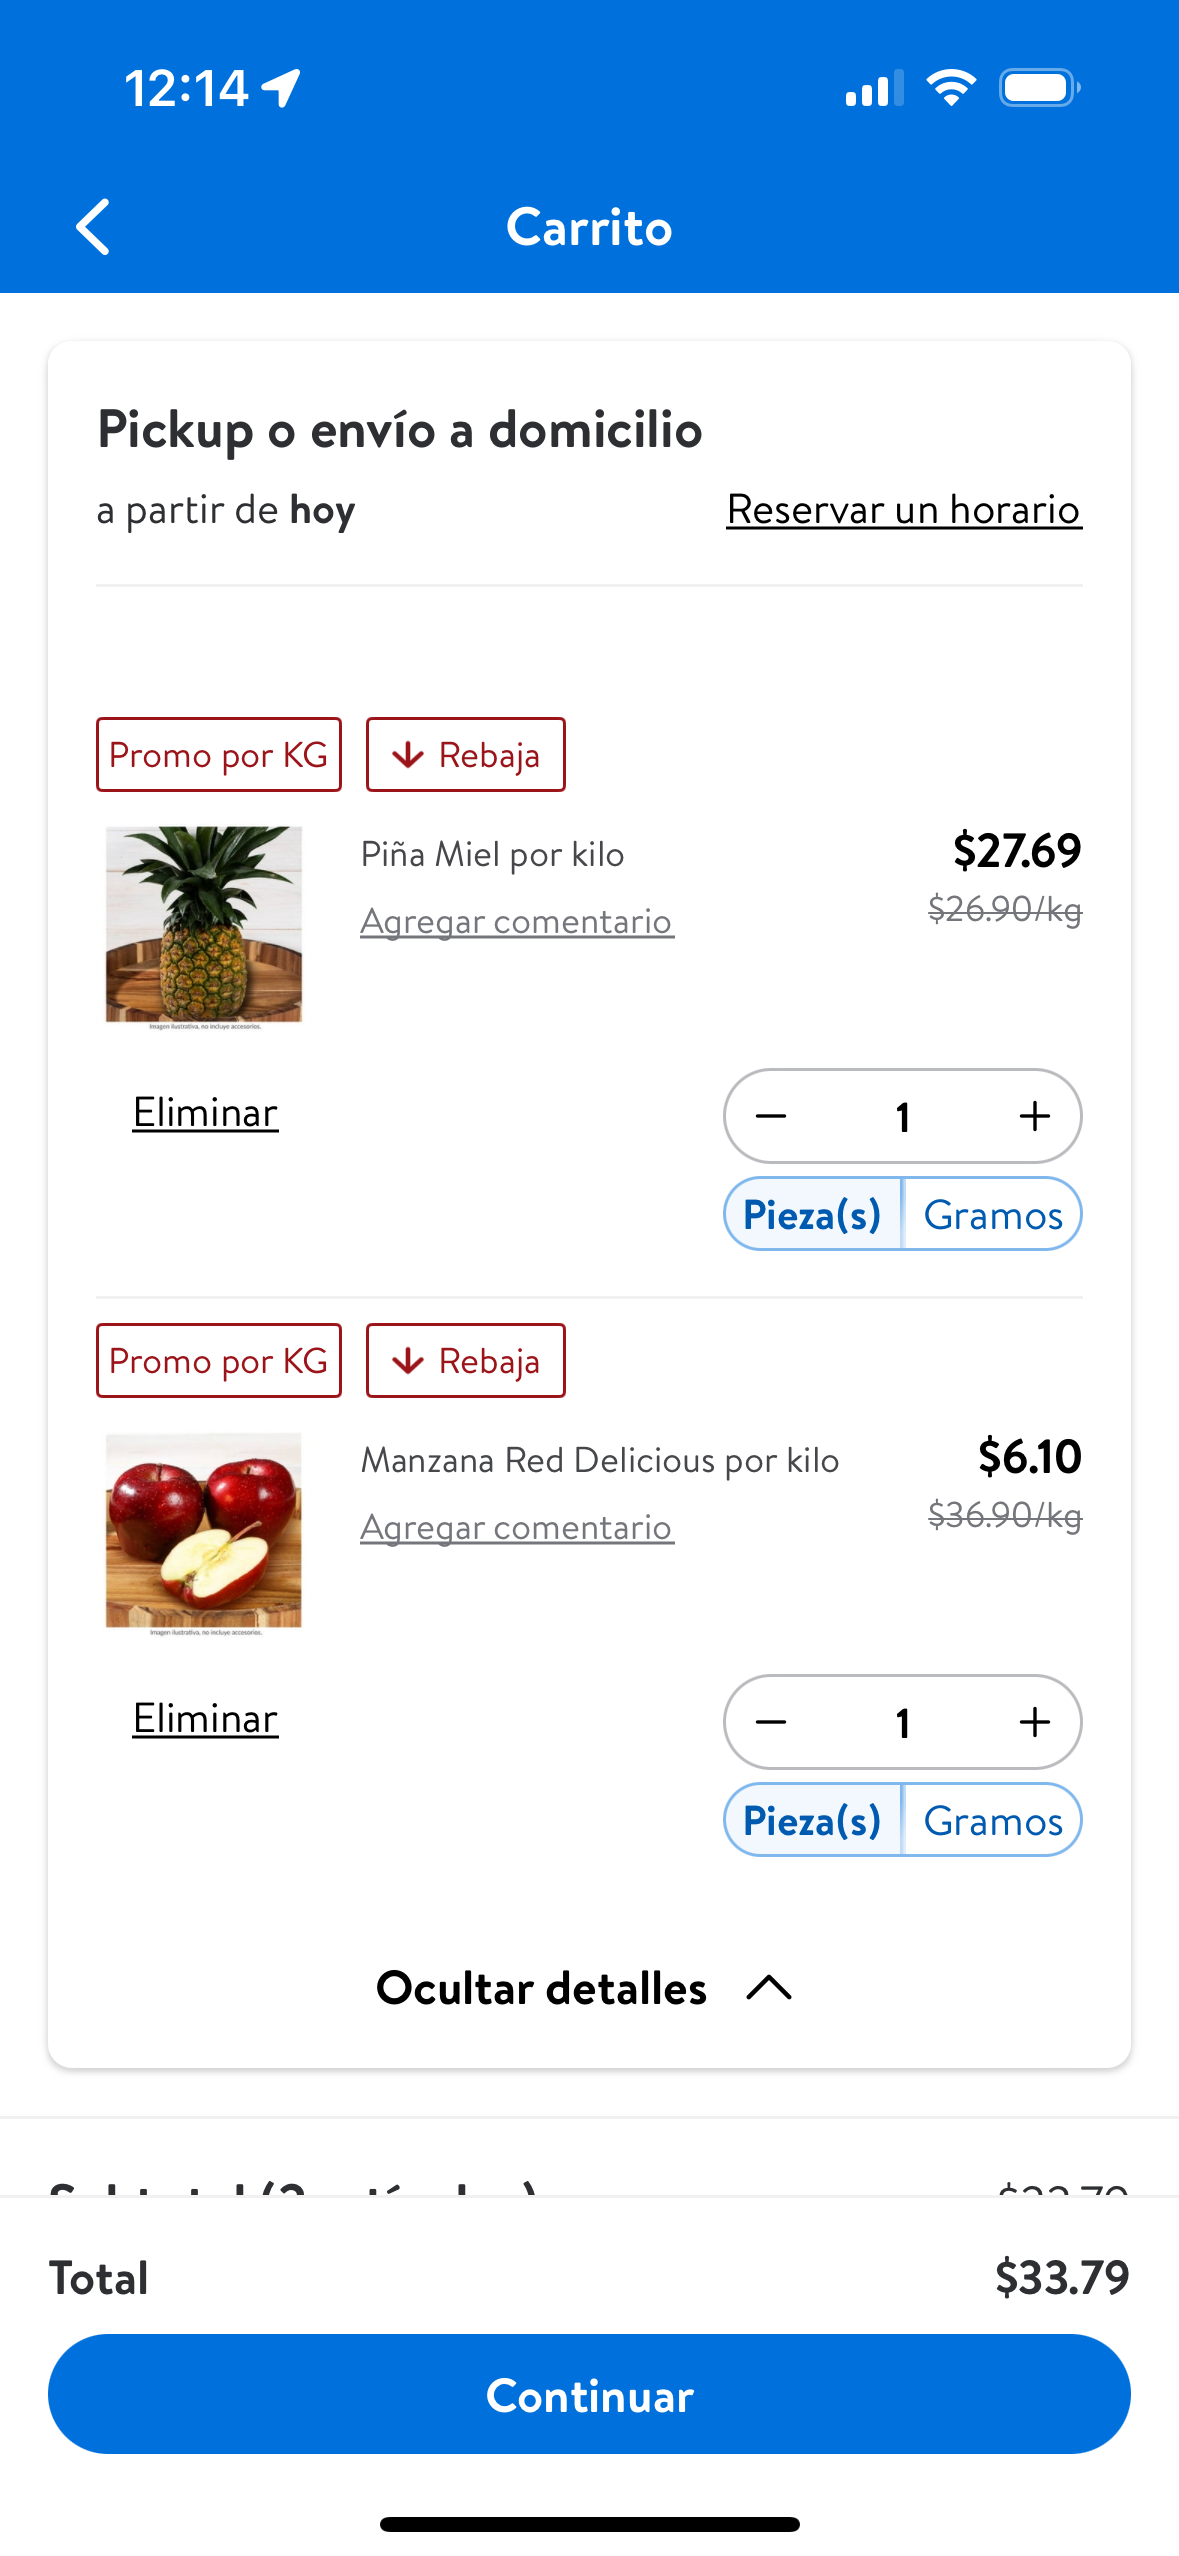 12:14
Carrito
Pickup o envío a domicilio
a partir de hoy
Reservar un horario
Promo por KG
Rebaja
Piña Miel por kilo
$27.69
Agregar comentario
$26.90/kg
Imagen ilustrativa, no incluye accesorios.
Eliminar
1
Pieza(s)
Gramos
Promo por KG
Rebaja
Manzana Red Delicious por kilo
$6.10
Agregar comentario
$36.90/kg
Imagen ilustrativa, no incluye accesorios.
Eliminar
1
Pieza(s)
Gramos
Ocultar detalles
Total
$33.79
Continuar